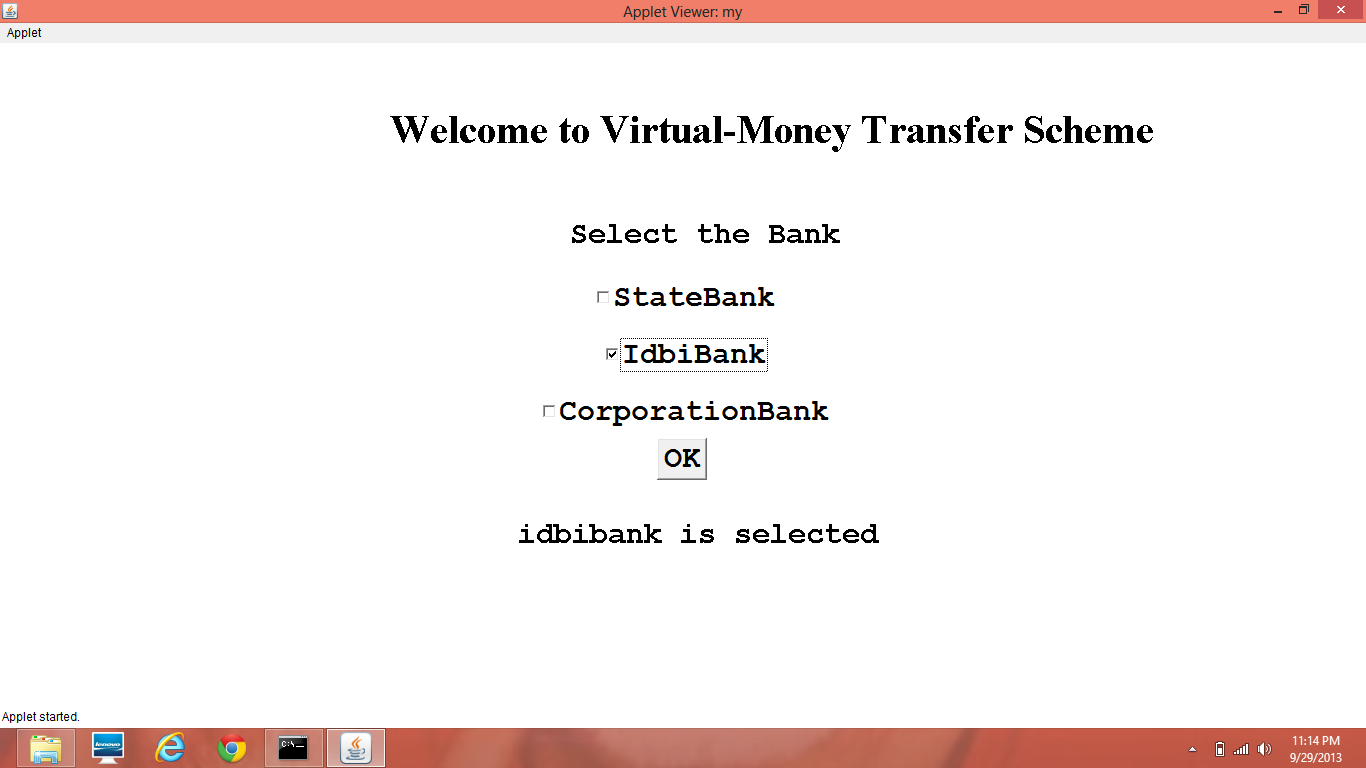 Applet Viewer: my
Applet
Welcome to Virtual-Money Transfer Scheme
Select the Bank
StateBank
IdbiBank
CorporationBank
OK
idbibank is selected
Applet started.
lenovo
C:\._
11:14 PM
9/29/2013